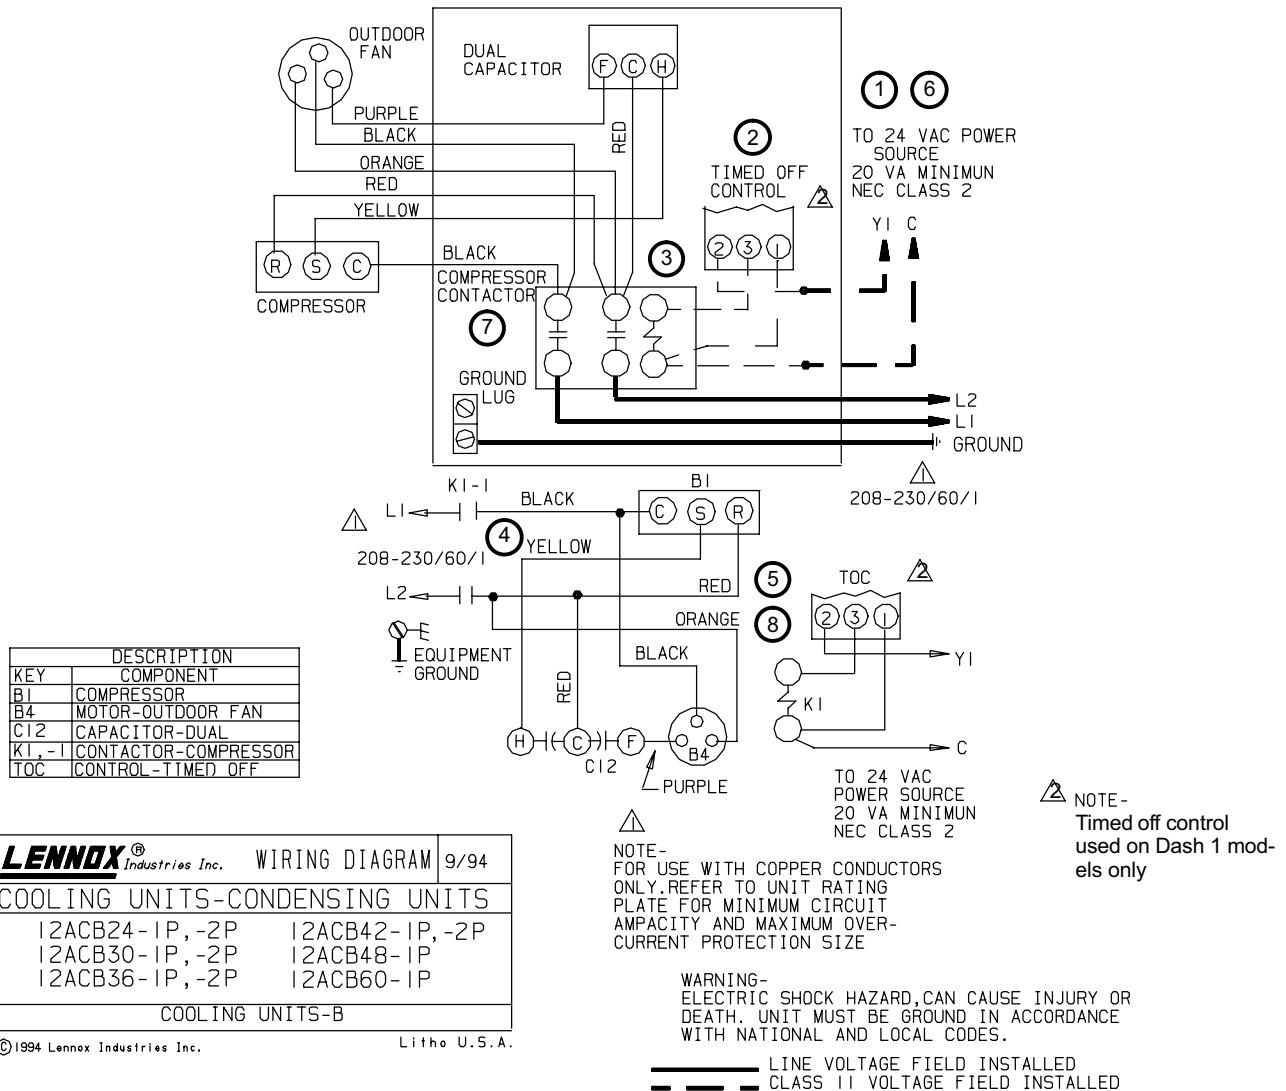 OUTDOOR
FAN
DUAL
CAPACITOR
F C H
PURPLE
BLACK
ORANGE
RED
YELLOW
RED
1 6
TO 24 VAC POWER
SOURCE
20 VA MINIMUN
NEC CLASS 2
2
TIMED OFF
CONTROL
2
2 3 1
Y1 C
R S C
COMPRESSOR
BLACK
COMPRESSOR
CONTACTOR
3
7
GROUND
LUG
L2
L1
GROUND
1
208-230/60/1
K1-1
BLACK
B1
C S R
1
L1
4
208-230/60/1
YELLOW
L2
RED
ORANGE
EQUIPMENT
GROUND
BLACK
RED
H C F
C12
B4
PURPLE
5
8
TOC
2
2 3 1
Y1
K1
C
TO 24 VAC
POWER SOURCE
20 VA MINIMUN
NEC CLASS 2
DESCRIPTION
KEY COMPONENT
B1 COMPRESSOR
B4 MOTOR-OUTDOOR FAN
C12 CAPACITOR-DUAL
K1,-1 CONTACTOR-COMPRESSOR
TOC CONTROL-TIMED OFF
2 NOTE-
Timed off control
used on Dash 1 mod-
els only
1
NOTE-
FOR USE WITH COPPER CONDUCTORS
ONLY.REFER TO UNIT RATING
PLATE FOR MINIMUM CIRCUIT
AMPACITY AND MAXIMUM OVER-
CURRENT PROTECTION SIZE
LENNOX ® Industries Inc. WIRING DIAGRAM 9/94
COOLING UNITS-CONDENSING UNITS
12ACB24-1P,-2P 12ACB42-1P,-2P
12ACB30-1P,-2P 12ACB48-1P
12ACB36-1P,-2P 12ACB60-1P
COOLING UNITS-B
©1994 Lennox Industries Inc. Litho U.S.A.
WARNING-
ELECTRIC SHOCK HAZARD,CAN CAUSE INJURY OR
DEATH. UNIT MUST BE GROUND IN ACCORDANCE
WITH NATIONAL AND LOCAL CODES.
LINE VOLTAGE FIELD INSTALLED
CLASS II VOLTAGE FIELD INSTALLED